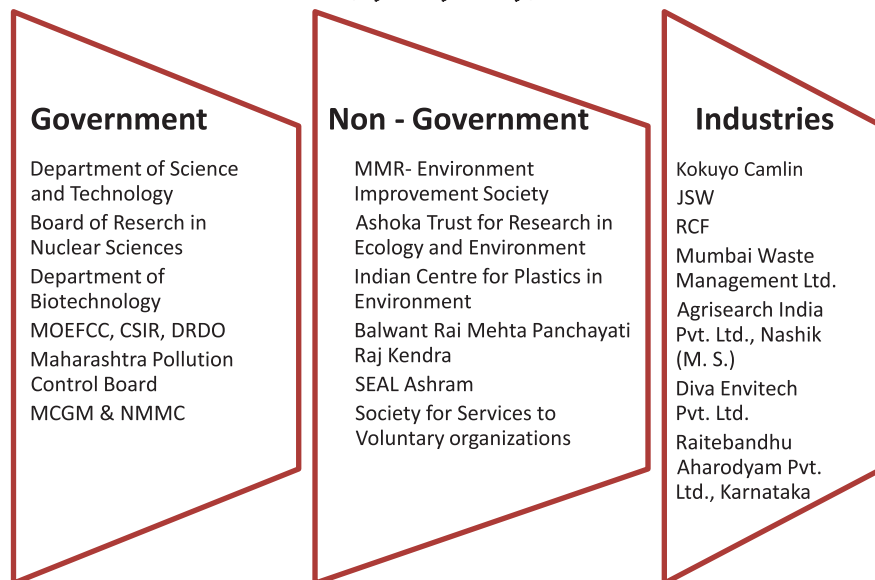 Government
Department of Science
and Technology
Board of Reserch in
Nuclear Sciences
Department of
Biotechnology
MOEFCC, CSIR, DRDO
Maharashtra Pollution
Control Board
MCGM & NMMC
Non - Government
MMR- Environment
Improvement Society
Ashoka Trust for Research in
Ecology and Environment
Indian Centre for Plastics in
Environment
Balwant Rai Mehta Panchayati
Raj Kendra
SEAL Ashram
Society for Services to
Voluntary organizations
Industries
Kokuyo Camlin
JSW
RCF
Mumbai Waste
Management Ltd.
Agrisearch India
Pvt. Ltd., Nashik
(M. S.)
Diva Envitech
Pvt. Ltd.
Raitebandhu
Aharodyam Pvt.
Ltd., Karnataka